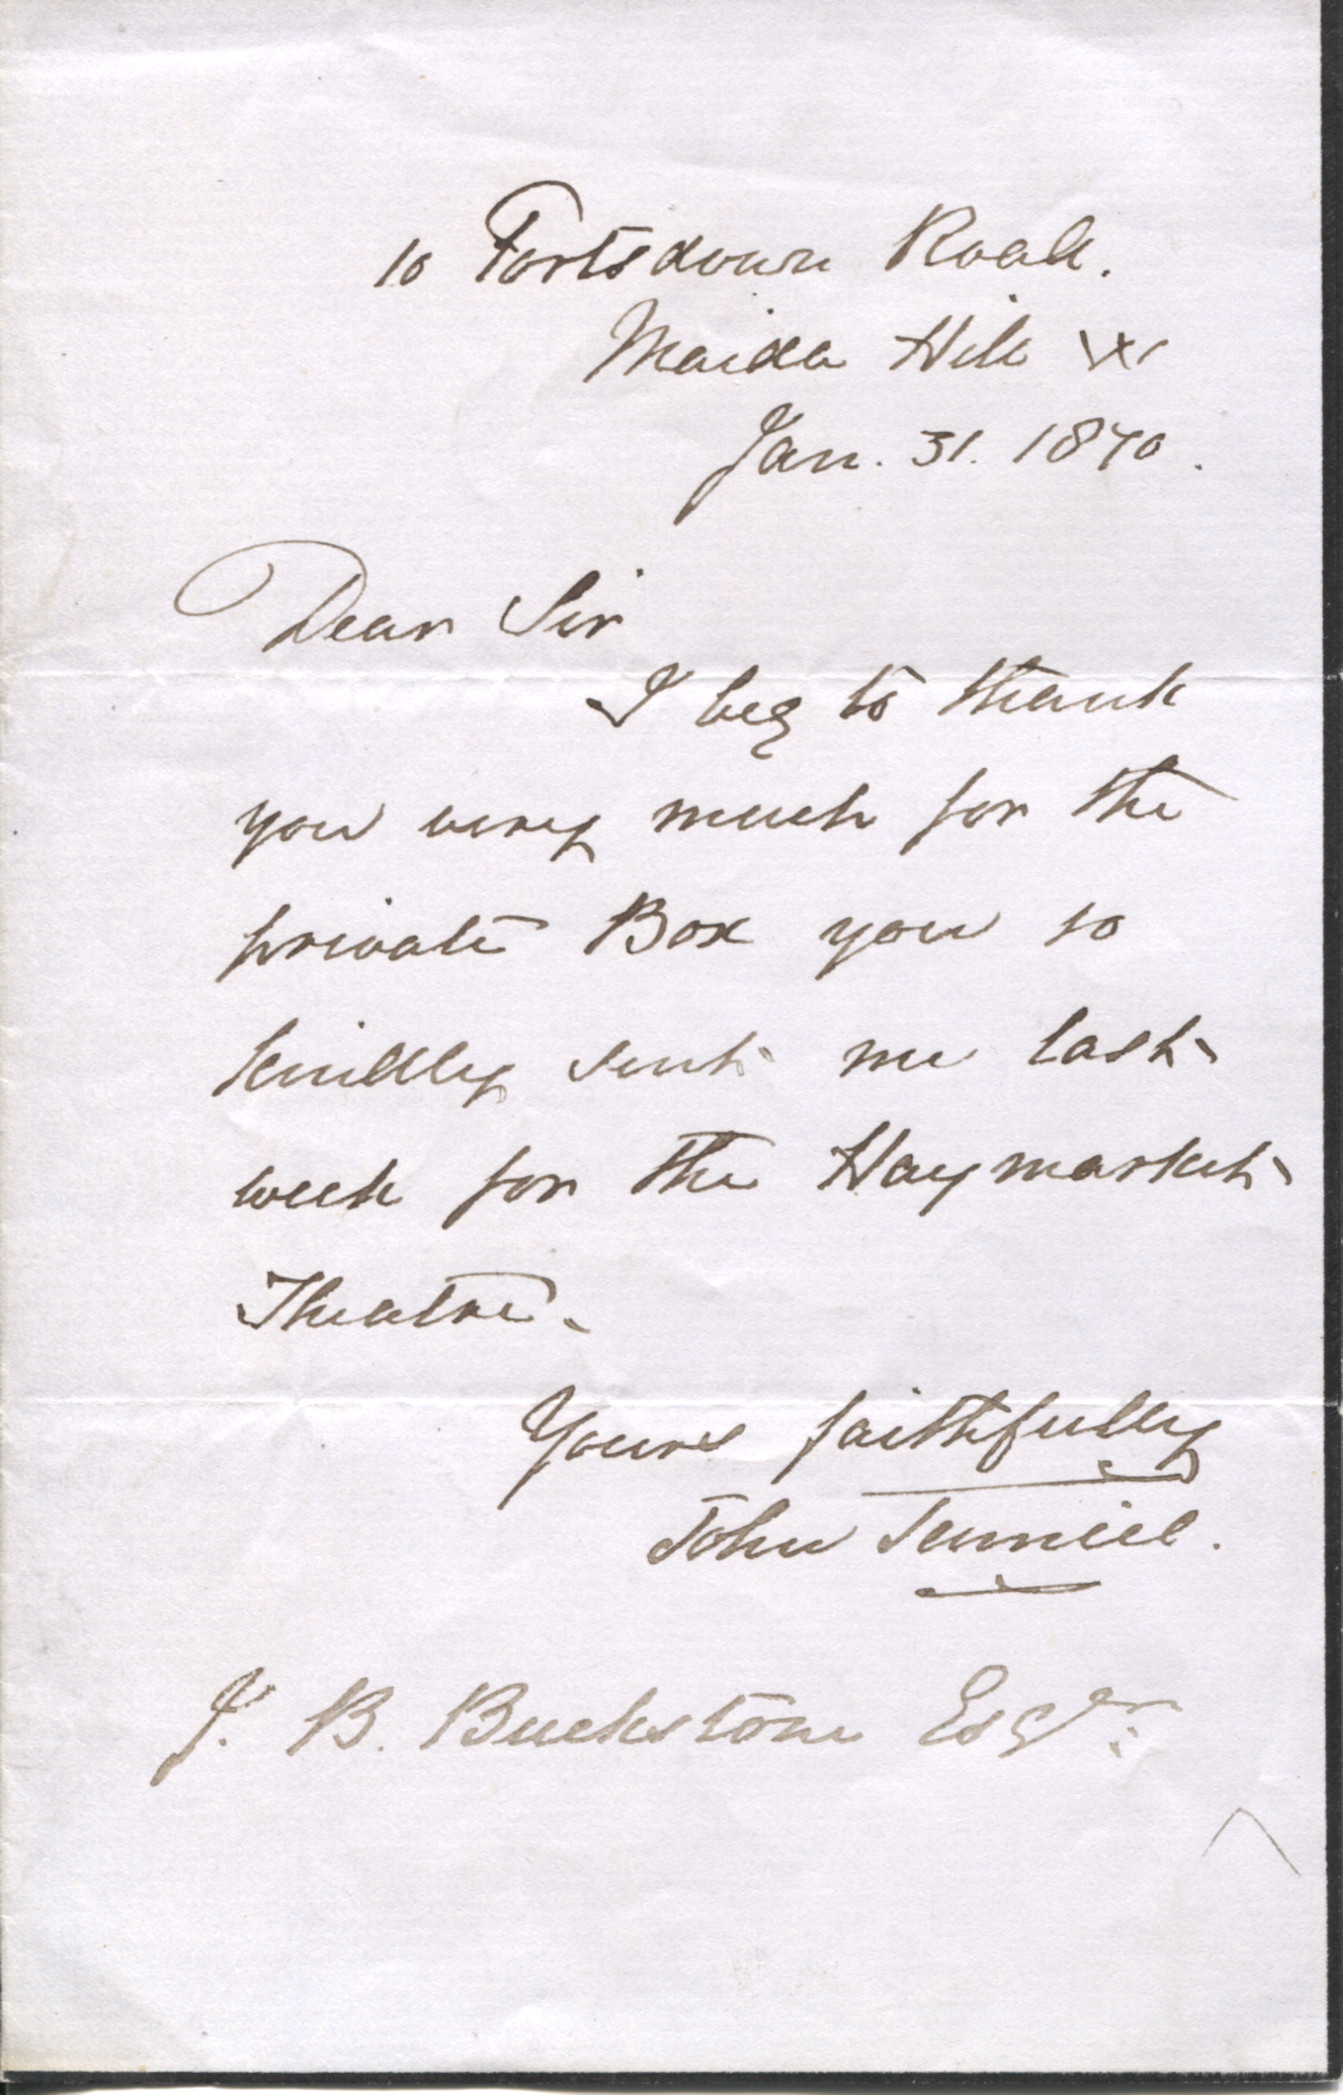 10 Portsdown Road.
Maida Hill W
Jan. 31. 1870.
Dear Sir
I beg to thank
you very much for the
private Box you so
kindly sent me last
week for the Haymarket
Theatre.
Yours faithfully
John Tenniel.
J. B. Buckstone Esqr.